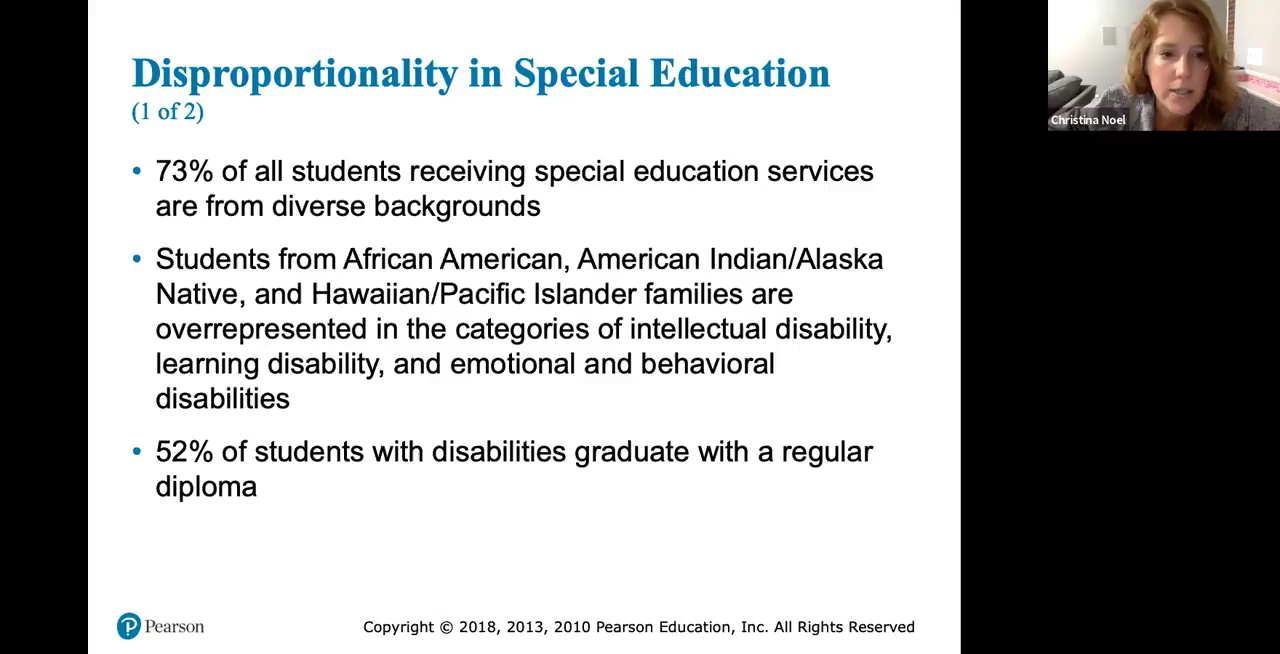 Disproportionality in Special Education
(1 of 2)
• 73% of all students receiving special education services
are from diverse backgrounds
• Students from African American, American Indian/Alaska
Native, and Hawaiian/Pacific Islander families are
overrepresented in the categories of intellectual disability,
learning disability, and emotional and behavioral
disabilities
• 52% of students with disabilities graduate with a regular
diploma
Pearson
Copyright © 2018, 2013, 2010 Pearson Education, Inc. All Rights Reserved
Christina Noel